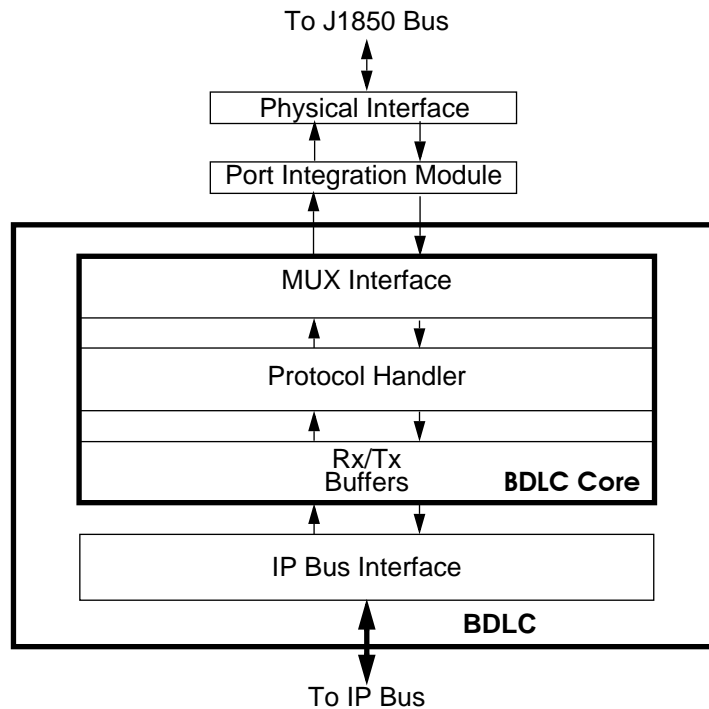 To J1850 Bus
Physical Interface
Port Integration Module
MUX Interface
Protocol Handler
Rx/Tx
Buffers
BDLC Core
IP Bus Interface
BDLC
To IP Bus